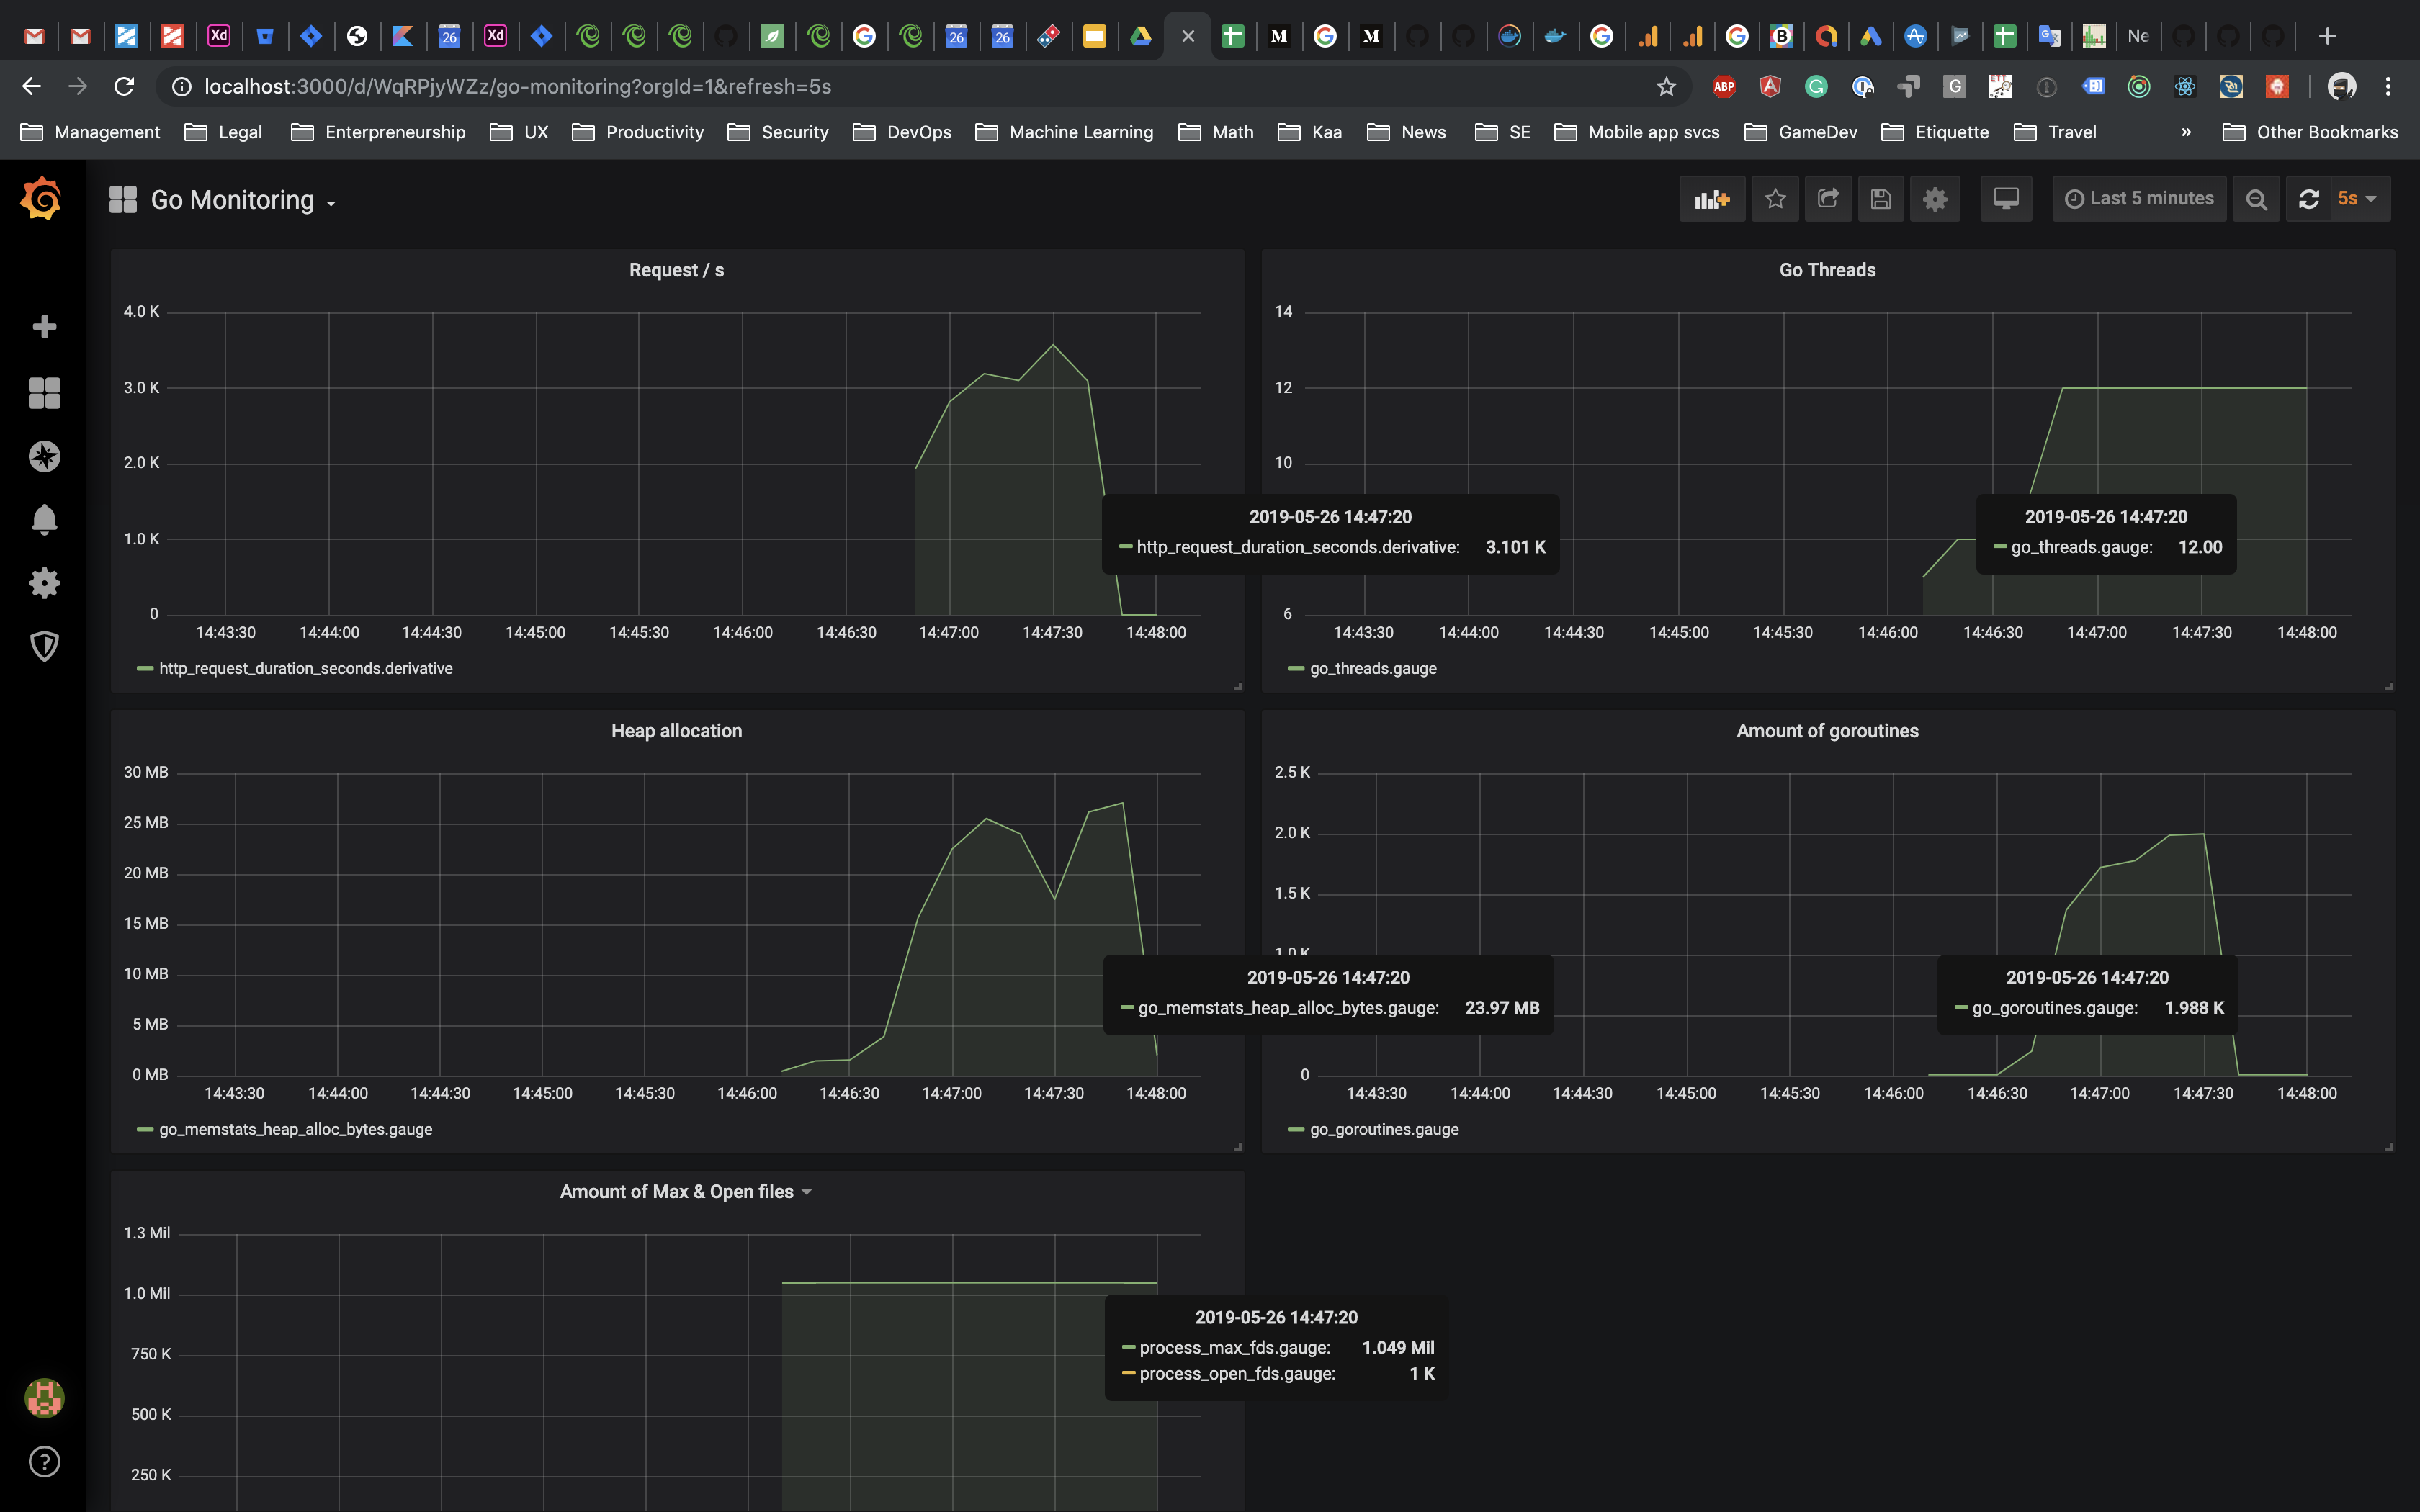 Xd 26 Xd 26 26 M M B Ne
localhost:3000/d/WqRPjyWZz/go-monitoring?orgId=1&refresh=5s ABP
Management Legal Enterpreneurship UX Productivity Security DevOps Machine Learning Math Kaa News SE Mobile app svcs GameDev Etiquette Travel » Other Bookmarks
Go Monitoring
Last 5 minutes 5s
Request / s
4.0 K
3.0 K
2.0 K
1.0 K
0
14:43:30 14:44:00 14:44:30 14:45:00 14:45:30 14:46:00 14:46:30 14:47:00 14:47:30 14:48:00
http_request_duration_seconds.derivative
2019-05-26 14:47:20
http_request_duration_seconds.derivative: 3.101 K
Go Threads
14
12
10
6
14:43:30 14:44:00 14:44:30 14:45:00 14:45:30 14:46:00 14:46:30 14:47:00 14:47:30 14:48:00
go_threads.gauge
2019-05-26 14:47:20
go_threads.gauge: 12.00
Heap allocation
30 MB
25 MB
20 MB
15 MB
10 MB
5 MB
0 MB
14:43:30 14:44:00 14:44:30 14:45:00 14:45:30 14:46:00 14:46:30 14:47:00 14:47:30 14:48:00
go_memstats_heap_alloc_bytes.gauge
2019-05-26 14:47:20
go_memstats_heap_alloc_bytes.gauge: 23.97 MB
Amount of goroutines
2.5 K
2.0 K
1.5 K
1.0 K
0
14:43:30 14:44:00 14:44:30 14:45:00 14:45:30 14:46:00 14:46:30 14:47:00 14:47:30 14:48:00
go_goroutines.gauge
2019-05-26 14:47:20
go_goroutines.gauge: 1.988 K
Amount of Max & Open files
1.3 Mil
1.0 Mil
750 K
500 K
250 K
2019-05-26 14:47:20
process_max_fds.gauge: 1.049 Mil
process_open_fds.gauge: 1 K